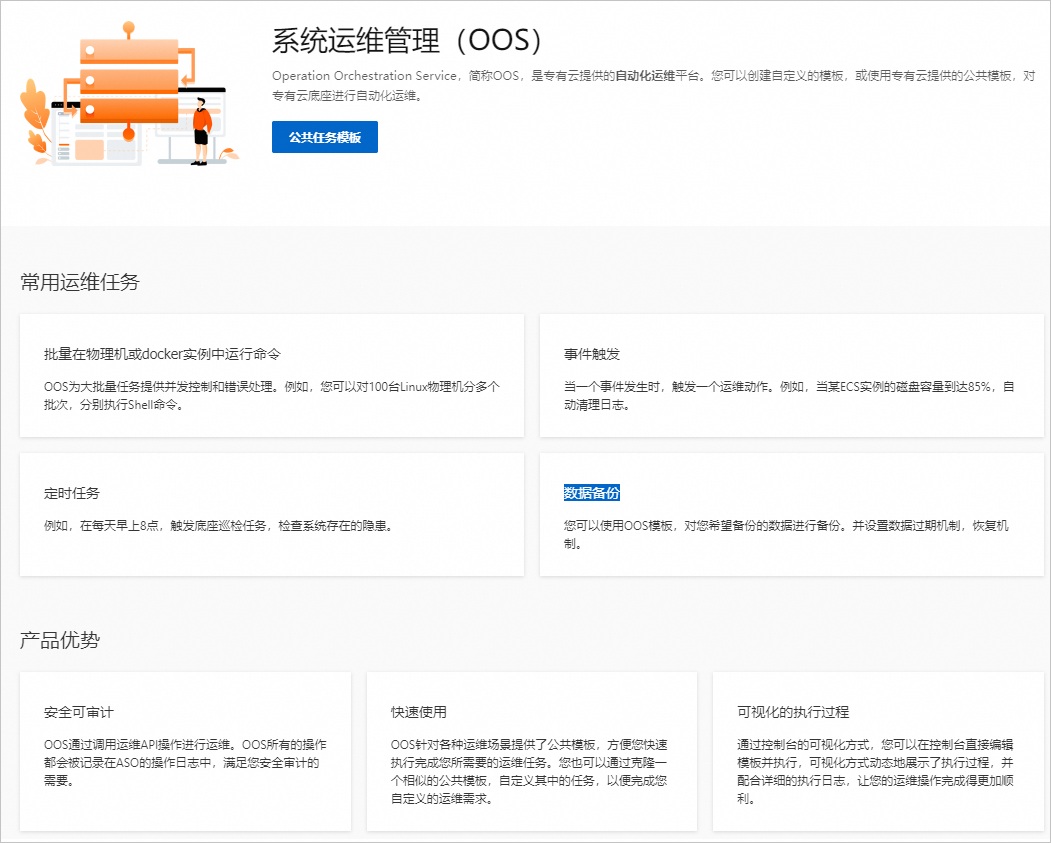 系统运维管理（OOS）
Operation Orchestration Service，简称OOS，是专有云提供的自动化运维平台。您可以创建自定义的模板，或使用专有云提供的公共模板，对
专有云底座进行自动化运维。
公共任务模板
常用运维任务
批量在物理机或docker实例中运行命令
OOS为大批量任务提供并发控制和错误处理。例如，您可以对100台Linux物理机分多个
批次，分别执行Shell命令。
事件触发
当一个事件发生时，触发一个运维动作。例如，当某ECS实例的磁盘容量到达85%，自
动清理日志。
定时任务
例如，在每天早上8点，触发底座巡检任务，检查系统存在的隐患。
数据备份
您可以使用OOS模板，对您希望备份的数据进行备份。并设置数据过期机制，恢复机
制。
产品优势
安全可审计
OOS通过调用运维API操作进行运维。OOS所有的操作
都会被记录在ASO的操作日志中，满足您安全审计的
需要。
快速使用
OOS针对各种运维场景提供了公共模板，方便您快速
执行完成您所需要的运维任务。您也可以通过克隆一
个相似的公共模板，自定义其中的任务，以便完成您
自定义的运维需求。
可视化的执行过程
通过控制台的可视化方式，您可以在控制台直接编辑
模板并执行，可视化方式动态地展示了执行过程，并
配合详细的执行日志，让您的运维操作完成得更加顺
利。